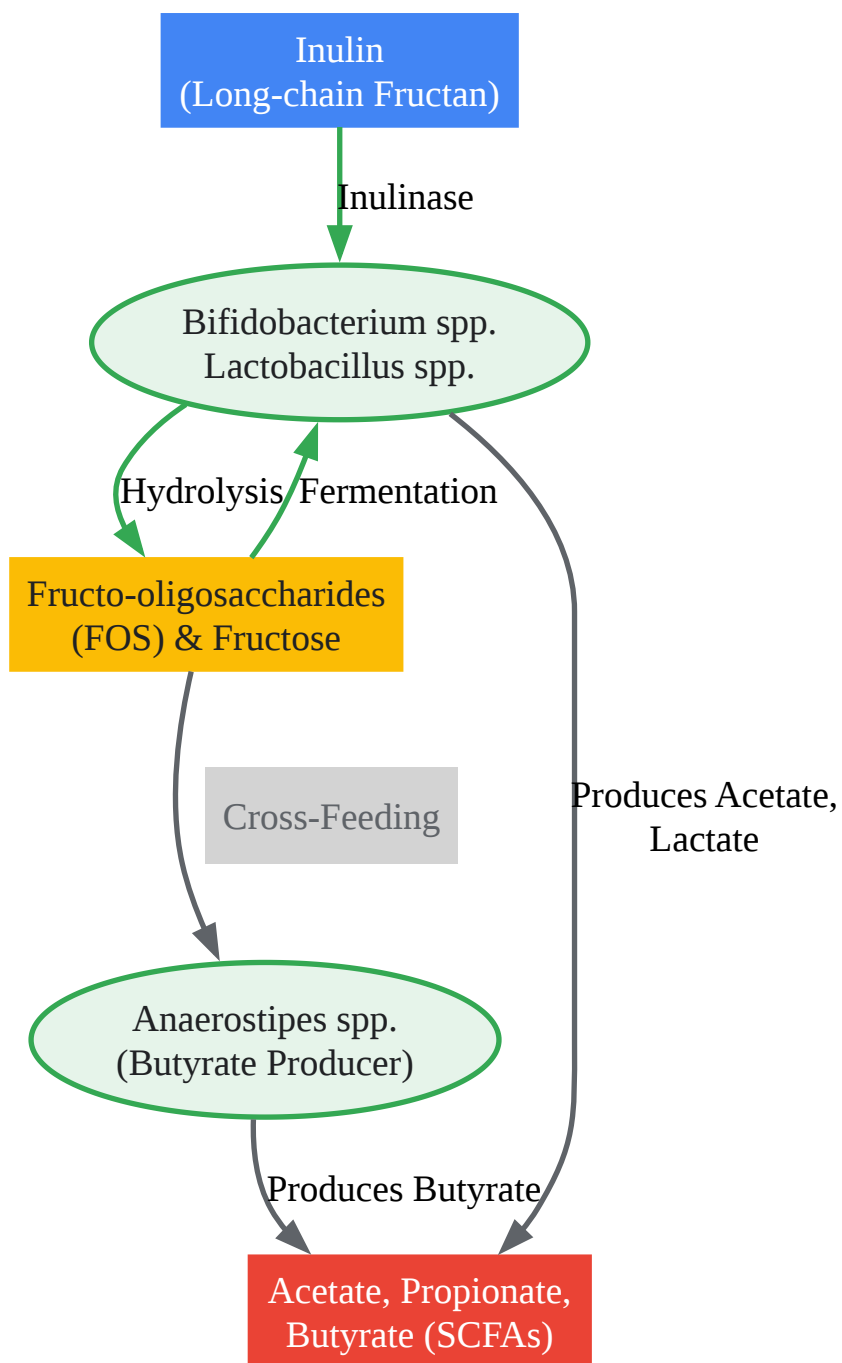 Inulin
(Long-chain Fructan)
Inulinase
Bifidobacterium spp.
Lactobacillus spp.
Hydrolysis
Fermentation
Fructo-oligosaccharides
(FOS) & Fructose
Cross-Feeding
Produces Acetate,
Lactate
Anaerostipes spp.
(Butyrate Producer)
Produces Butyrate
Acetate, Propionate,
Butyrate (SCFAs)